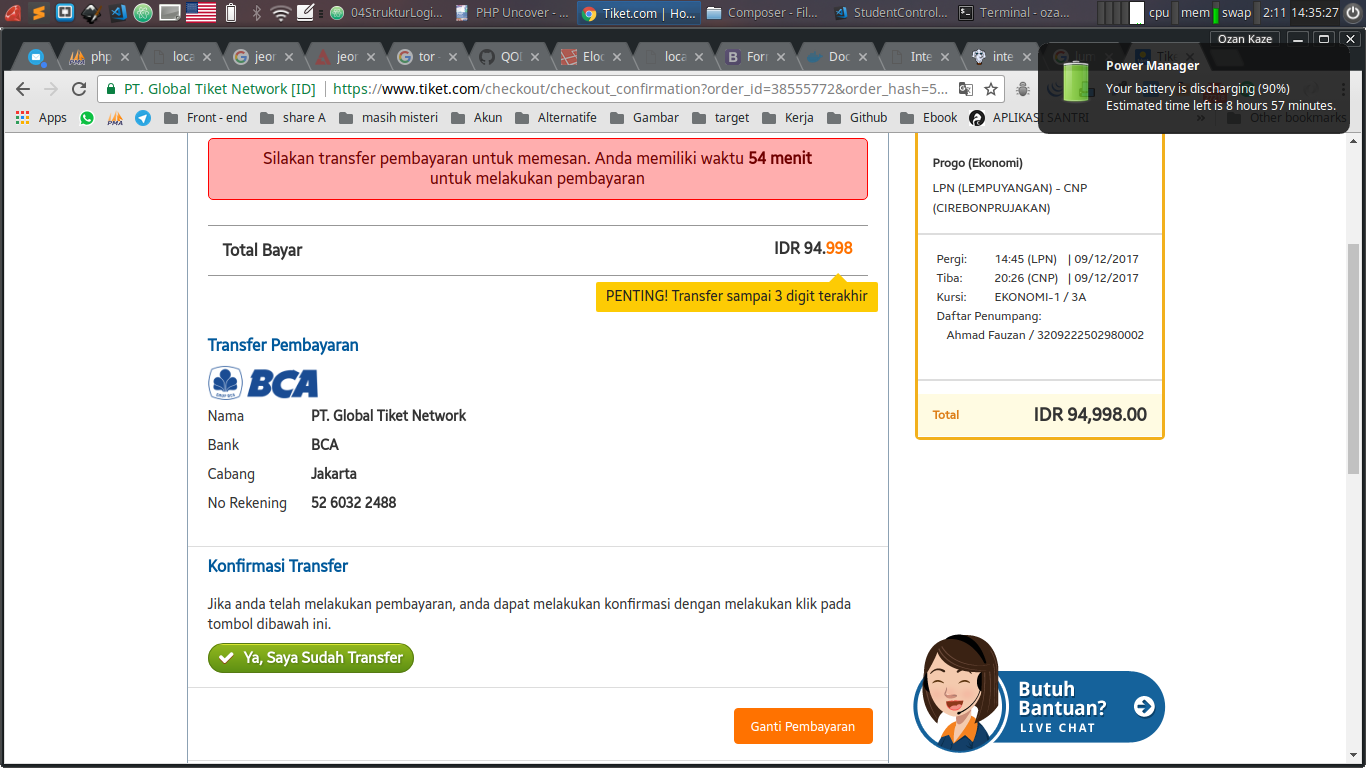 04StrukturLogi...
PHP Uncover - ...
Tiket.com | Ho...
Composer - Fil...
StudentControl...
Terminal - oza...
cpu
mem
swap
2:11
14:35:27
Ozan Kaze
php
loca
jeor
jeor
tor -
QOI
Eloc
loca
Forr
Doc
Inte
inte
PT. Global Tiket Network [ID]
https://www.tiket.com/checkout/checkout_confirmation?order_id=38555772&order_hash=5...
Power Manager
Your battery is discharging (90%)
Estimated time left is 8 hours 57 minutes.
Apps
PMA
Front - end
share A
masih misteri
Akun
Alternatife
Gambar
target
Kerja
Github
Ebook
APLIKASI SANTRI
»
Other bookmarks
Silakan transfer pembayaran untuk memesan. Anda memiliki waktu 54 menit
untuk melakukan pembayaran
Total Bayar
IDR 94.998
PENTING! Transfer sampai 3 digit terakhir
Transfer Pembayaran
BCA
Nama
PT. Global Tiket Network
Bank
BCA
Cabang
Jakarta
No Rekening
52 6032 2488
Konfirmasi Transfer
Jika anda telah melakukan pembayaran, anda dapat melakukan konfirmasi dengan melakukan klik pada
tombol dibawah ini.
Ya, Saya Sudah Transfer
Ganti Pembayaran
Progo (Ekonomi)
LPN (LEMPUYANGAN) - CNP
(CIREBONPRUJAKAN)
Pergi: 14:45 (LPN) | 09/12/2017
Tiba: 20:26 (CNP) | 09/12/2017
Kursi: EKONOMI-1 / 3A
Daftar Penumpang:
Ahmad Fauzan / 3209222502980002
Total
IDR 94,998.00
Butuh
Bantuan?
LIVE CHAT